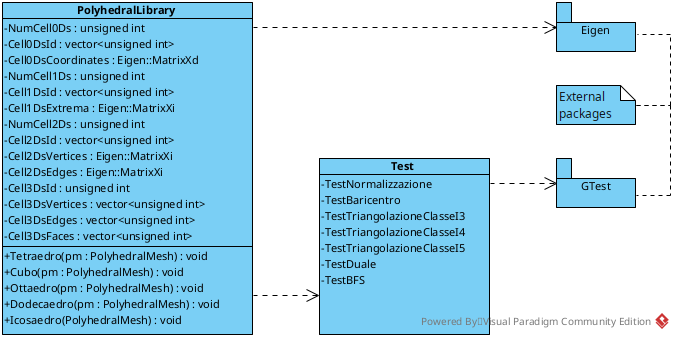 PolyhedralLibrary
-NumCell0Ds : unsigned int
-Cell0DsId : vector<unsigned int>
-Cell0DsCoordinates : Eigen::MatrixXd
-NumCell1Ds : unsigned int
-Cell1DsId : vector<unsigned int>
-Cell1DsExtrema : Eigen::MatrixXi
-NumCell2Ds : unsigned int
-Cell2DsId : vector<unsigned int>
-Cell2DsVertices : Eigen::MatrixXi
-Cell2DsEdges : Eigen::MatrixXi
-Cell3DsId : unsigned int
-Cell3DsVertices : vector<unsigned int>
-Cell3DsEdges : vector<unsigned int>
-Cell3DsFaces : vector<unsigned int>
+Tetraedro(pm : PolyhedralMesh) : void
+Cubo(pm : PolyhedralMesh) : void
+Ottaedro(pm : PolyhedralMesh) : void
+Dodecaedro(pm : PolyhedralMesh) : void
+Icosaedro(PolyhedralMesh) : void
Test
-TestNormalizzazione
-TestBaricentro
-TestTriangolazioneClasseI3
-TestTriangolazioneClasseI4
-TestTriangolazioneClasseI5
-TestDuale
-TestBFS
Eigen
External
packages
GTest
Powered By Visual Paradigm Community Edition